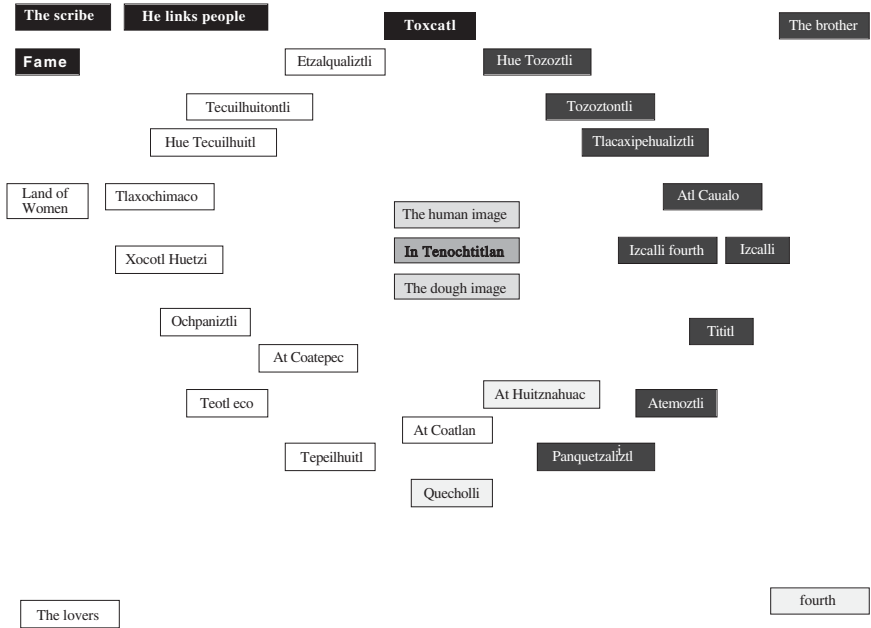 The scribe
He links people
Toxcatl
The brother
Fame
Etzalqualiztli
Hue Tozoztli
Tecuilhuitontli
Tozoztontli
Hue Tecuilhuitl
Tlacaxipehualiztli
Land of
Women
Tlaxochimaco
Atl Caualo
The human image
Xocotl Huetzi
In Tenochtitlan
Izcalli fourth
Izcalli
The dough image
Ochpaniztli
Tititl
At Coatepec
Teotl eco
At Huitznahuac
Atemoztli
At Coatlan
Tepeilhuitl
Panquetzaliztli
Quecholli
The lovers
fourth